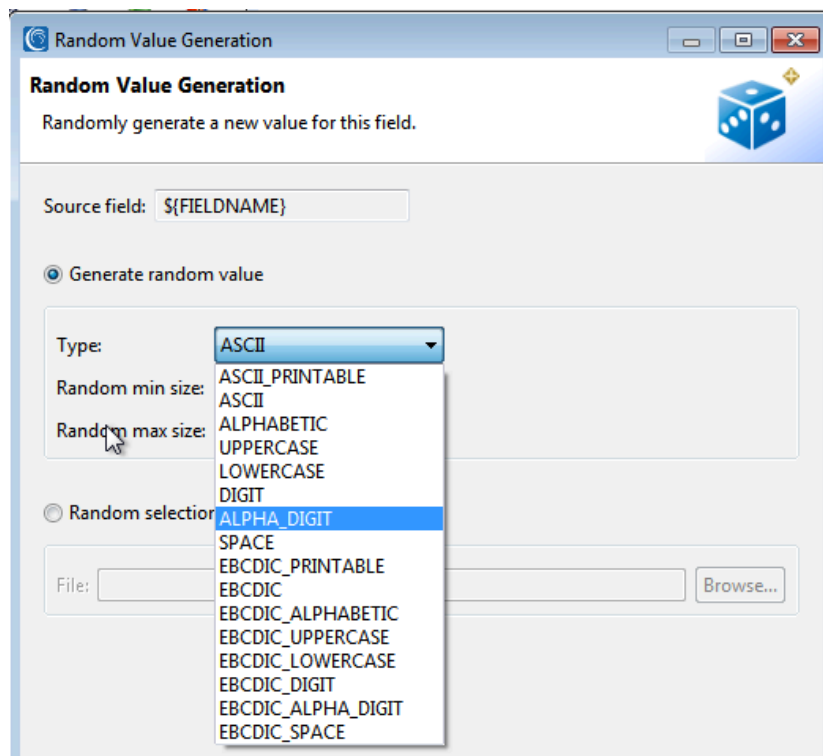 Random Value Generation
Random Value Generation
Randomly generate a new value for this field.
Source field: ${FIELDNAME}
Generate random value
Type: ASCII
ASCII_PRINTABLE
Random min size:
ASCII
ALPHABETIC
Random max size:
UPPERCASE
LOWERCASE
DIGIT
Random selection
ALPHA_DIGIT
SPACE
EBCDIC_PRINTABLE
File:
Browse...
EBCDIC
EBCDIC_ALPHABETIC
EBCDIC_UPPERCASE
EBCDIC_LOWERCASE
EBCDIC_DIGIT
EBCDIC_ALPHA_DIGIT
EBCDIC_SPACE